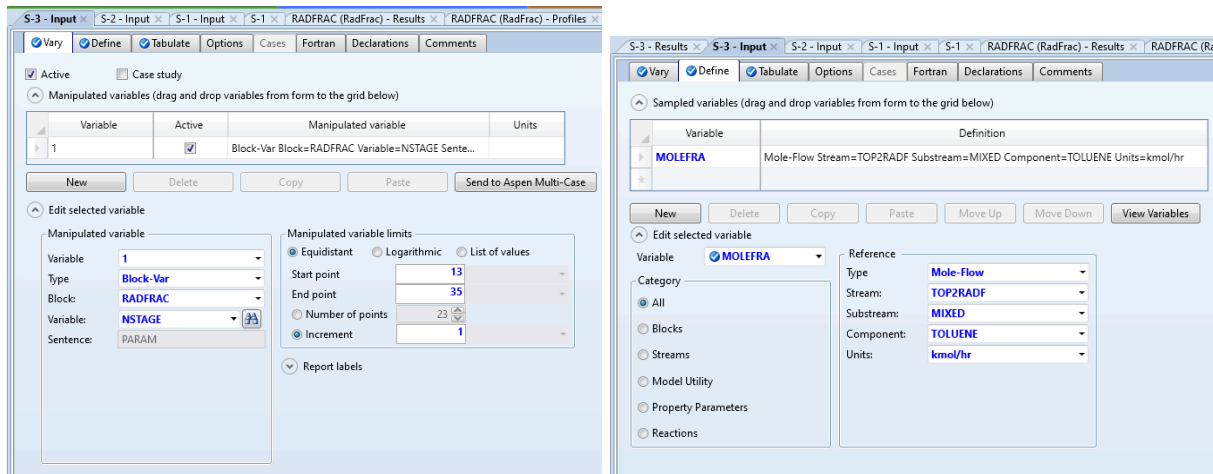 S-3 - Input × S-2 - Input × S-1 - Input × S-1 × RADFRAC (RadFrac) - Results × RADFRAC (RadFrac) - Profiles ×
Vary Define Tabulate Options Cases Fortran Declarations Comments
Active Case study
Manipulated variables (drag and drop variables from form to the grid below)
Variable Active Manipulated variable Units
1 Block-Var Block=RADFRAC Variable=NSTAGE Sente...
New Delete Copy Paste Send to Aspen Multi-Case
Edit selected variable
Manipulated variable
Variable 1
Type Block-Var
Block: RADFRAC
Variable: NSTAGE
Sentence: PARAM
Manipulated variable limits
Equidistant Logarithmic List of values
Start point 13
End point 35
Number of points 23
Increment 1
Report labels
S-3 - Results × S-3 - Input × S-2 - Input × S-1 - Input × S-1 × RADFRAC (RadFrac) - Results × RADFRAC (Ra
Vary Define Tabulate Options Cases Fortran Declarations Comments
Sampled variables (drag and drop variables from form to the grid below)
Variable Definition
MOLEFRA Mole-Flow Stream=TOP2RADF Substream=MIXED Component=TOLUENE Units=kmol/hr
New Delete Copy Paste Move Up Move Down View Variables
Edit selected variable
Variable MOLEFRA
Category
All
Blocks
Streams
Model Utility
Property Parameters
Reactions
Reference
Type Mole-Flow
Stream: TOP2RADF
Substream: MIXED
Component: TOLUENE
Units: kmol/hr